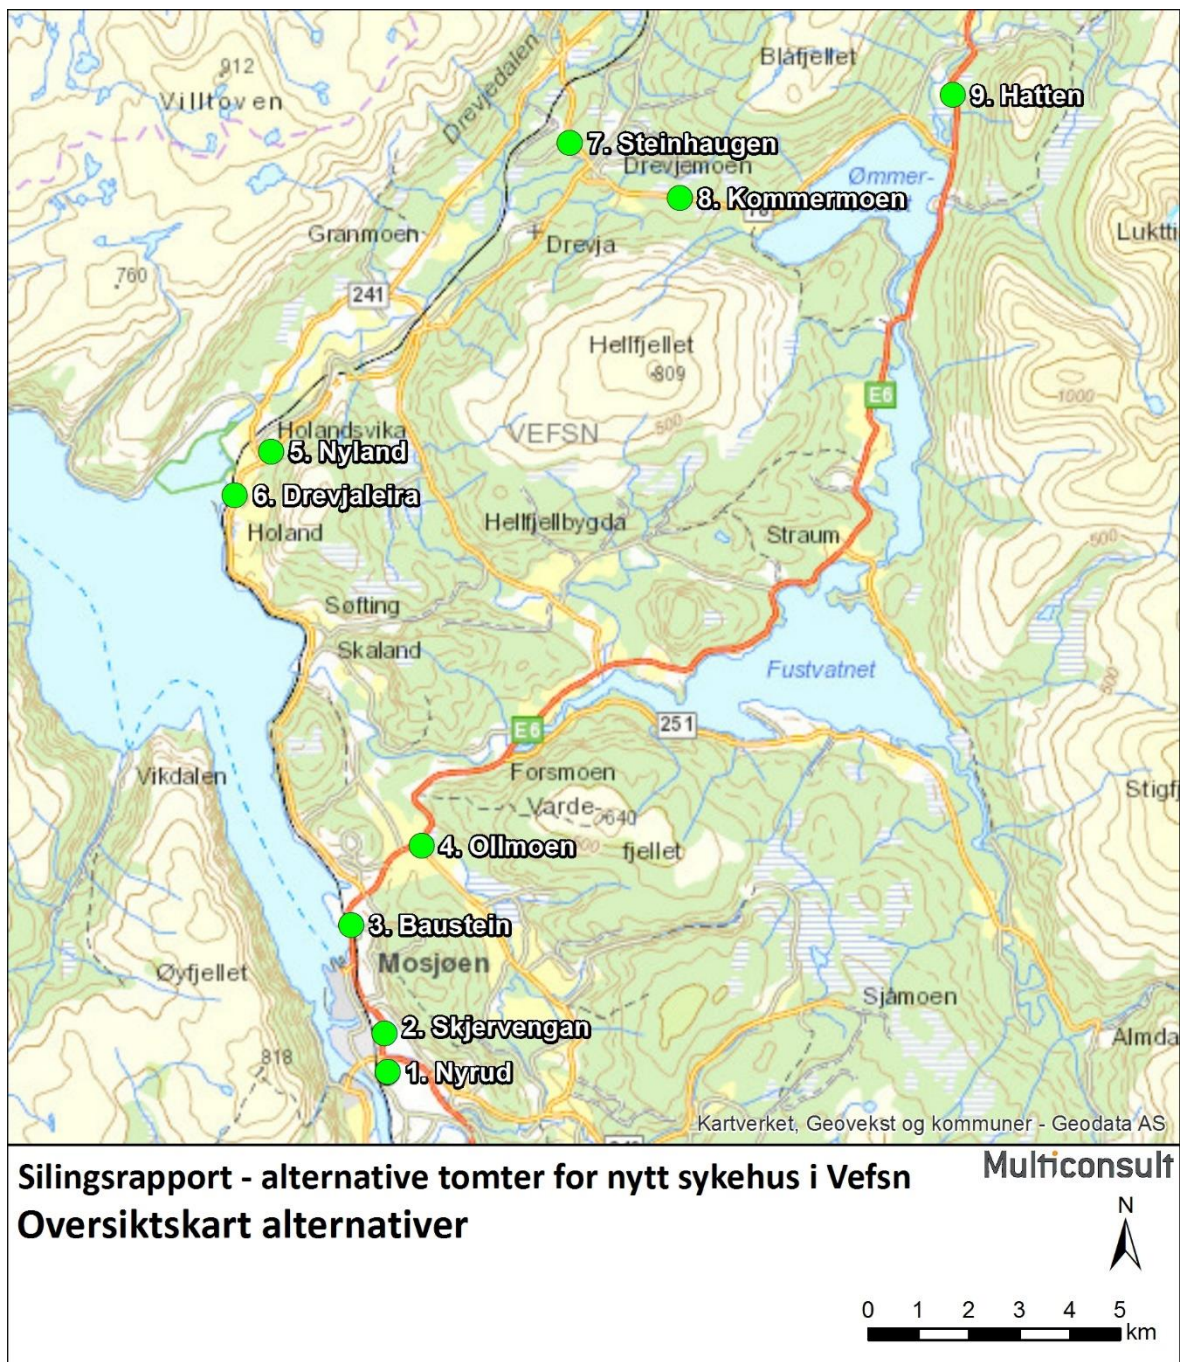 912
Villtoven
Drevjedalen
Blåfjellet
9. Hatten
7. Steinhaugen
Drevjemoen
Ømmer-
8. Kommermoen
Granmoen
Drevja
760
241
Hellfjellet
809
1000
E6
500
VEFSN
Holandsvika
5. Nyland
6. Drevjaleira
Holand
Hellfjellbygda
Straum
500
Søfting
Skaland
Fustvatnet
500
251
E6
Vikdalen
Forsmoen
Varde-
640
fjellet
4. Ollmoen
3. Baustein
Mosjøen
Øyfjellet
Sjåmoen
2. Skjervengan
818
1. Nyrud
Kartverket, Geovekst og kommuner - Geodata AS
Silingsrapport - alternative tomter for nytt sykehus i Vefsn
Multiconsult
Oversiktskart alternativer
N
0 1 2 3 4 5
km